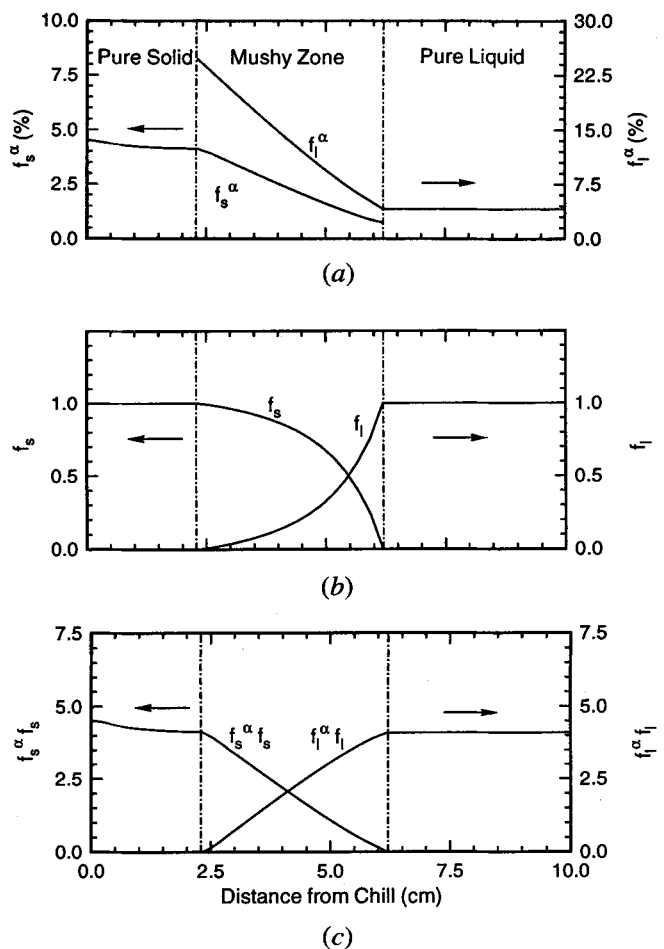 10.0 Pure Solid Mushy Zone Pure Liquid 30.0
7.5 22.5
5.0 15.0
2.5 7.5
0.0 0.0
f_s^α (%)
f_l^α (%)
f_l^α
f_s^α
(a)
1.0 1.0
0.5 0.5
0.0 0.0
f_s
f_l
f_s
f_l
(b)
7.5 7.5
5.0 5.0
2.5 2.5
0.0 0.0
f_s^α f_s
f_l^α f_l
f_s^α f_s f_l^α f_l
0.0 2.5 5.0 7.5 10.0
Distance from Chill (cm)
(c)